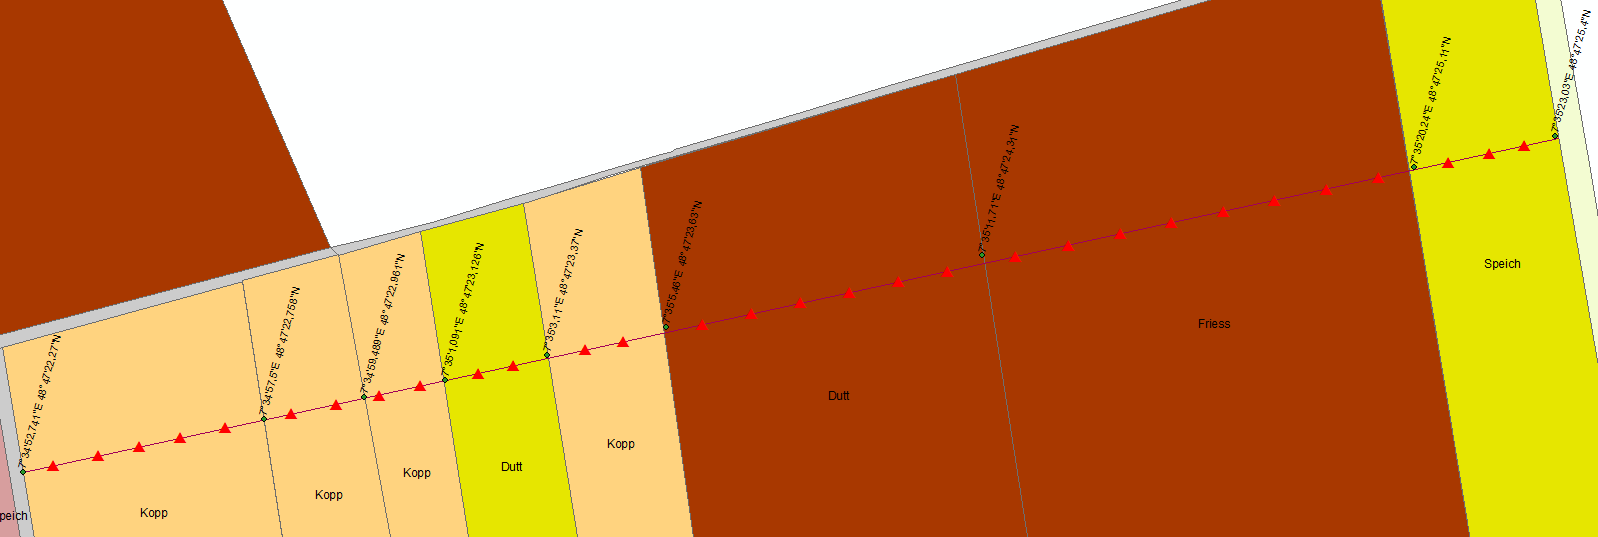 7°34'52,741"E 48°47'22,27"N
7°34'57,5"E 48°47'22,758"N
7°34'59,489"E 48°47'22,961"N
7°35'1,091"E 48°47'23,126"N
7°35'3,11"E 48°47'23,37"N
7°35'5,46"E 48°47'23,63"N
7°35'11,71"E 48°47'24,31"N
7°35'20,24"E 48°47'25,11"N
7°35'23,03"E 48°47'25,4"N
peich
Kopp
Kopp
Kopp
Dutt
Kopp
Dutt
Friess
Speich